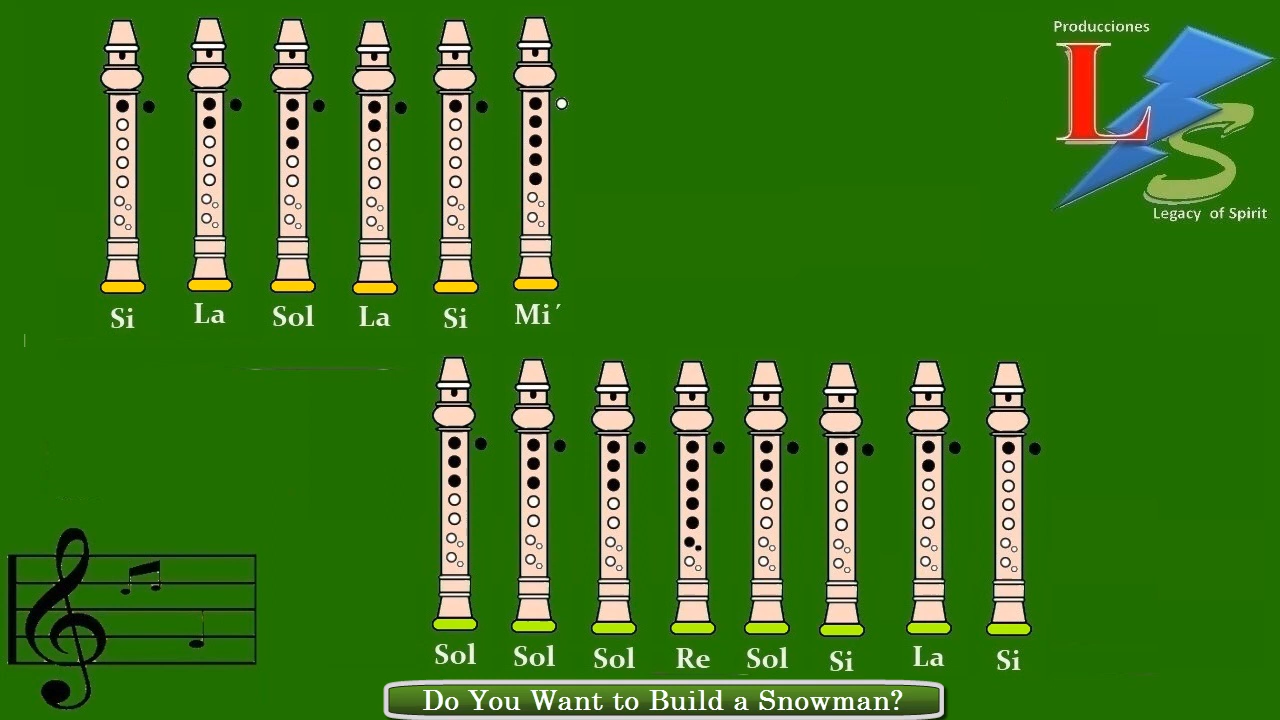 Producciones
L S
Legacy of Spirit
Si La Sol La Si Mi´
Sol Sol Sol Re Sol Si La Si
Do You Want to Build a Snowman?